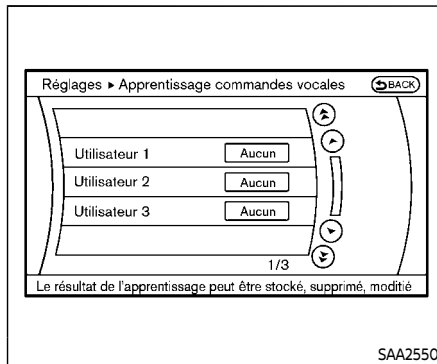 Réglages ▸ Apprentissage commandes vocales BACK
Utilisateur 1 Aucun
Utilisateur 2 Aucun
Utilisateur 3 Aucun
1/3
Le résultat de l'apprentissage peut être stocké, supprimé, moditié
SAA2550